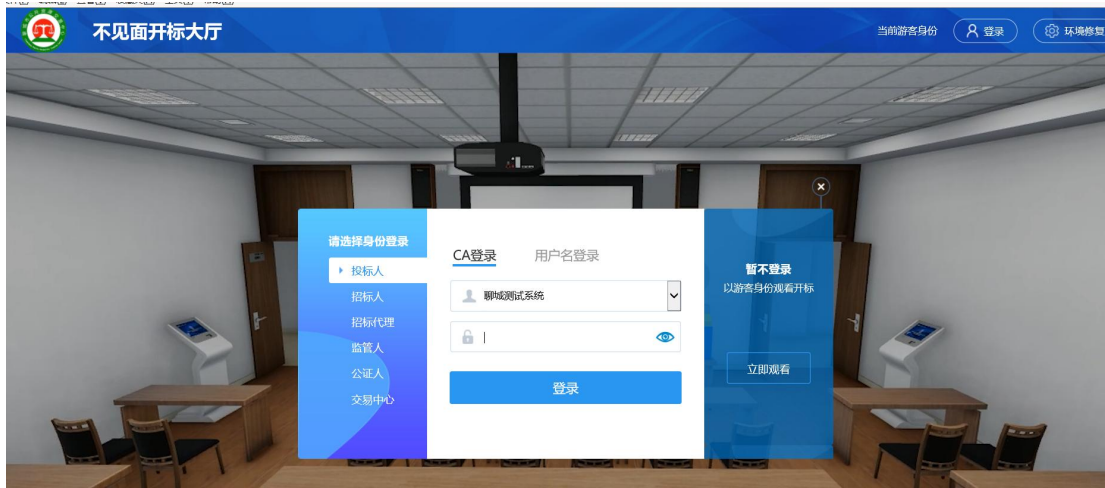 不见面开标大厅
当前游客身份
登录
环境修复
请选择身份登录
投标人
招标人
招标代理
监管人
公证人
交易中心
CA登录 用户名登录
聊城测试系统
登录
暂不登录
以游客身份观看开标
立即观看